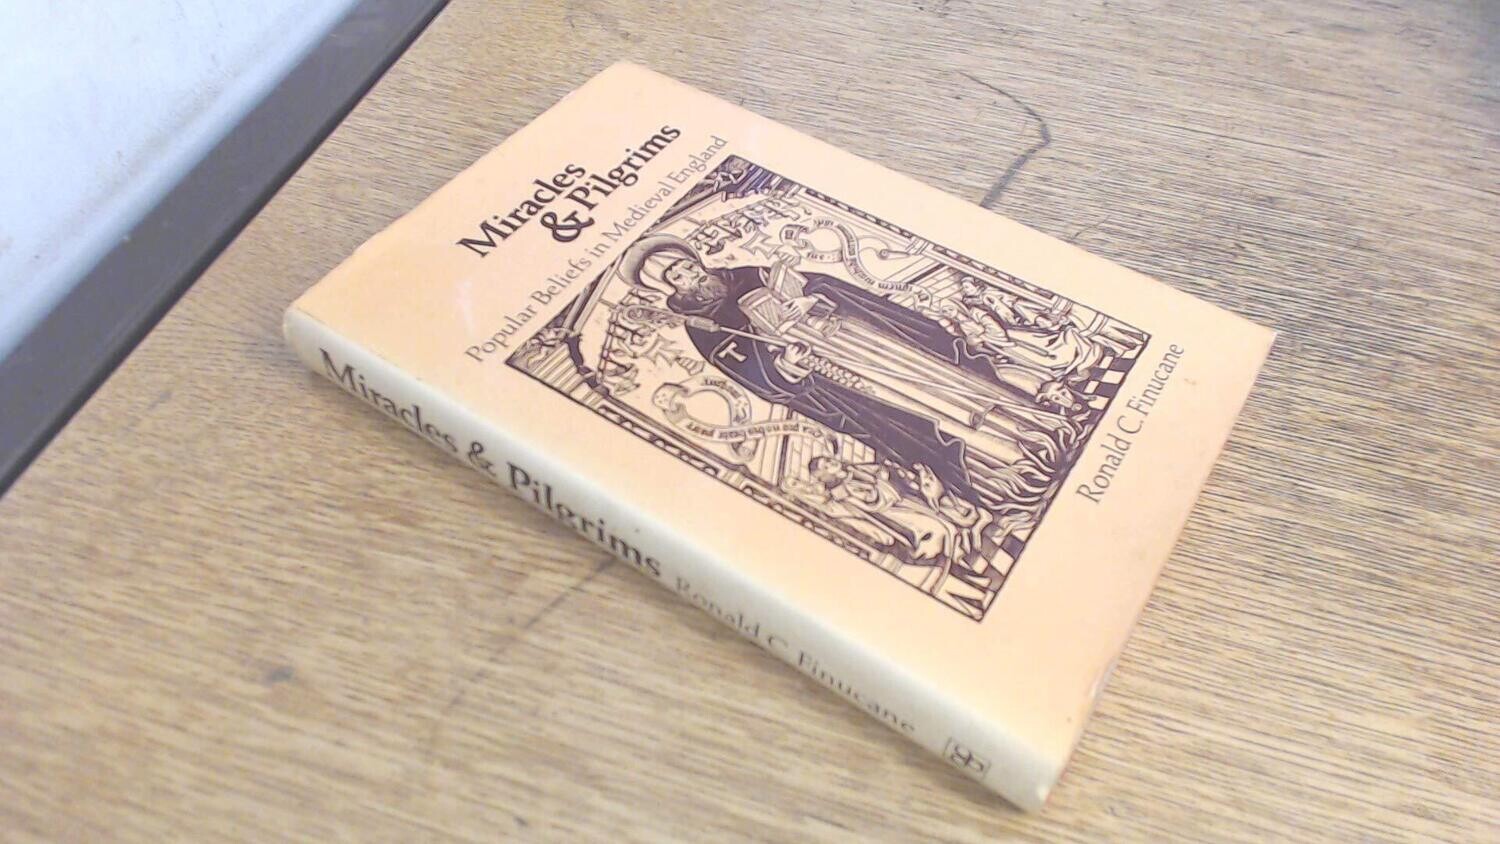 Miracles
& Pilgrims
Popular Beliefs in Medieval England
Ronald C. Finucane
Miracles & Pilgrims Ronald C. Finucane